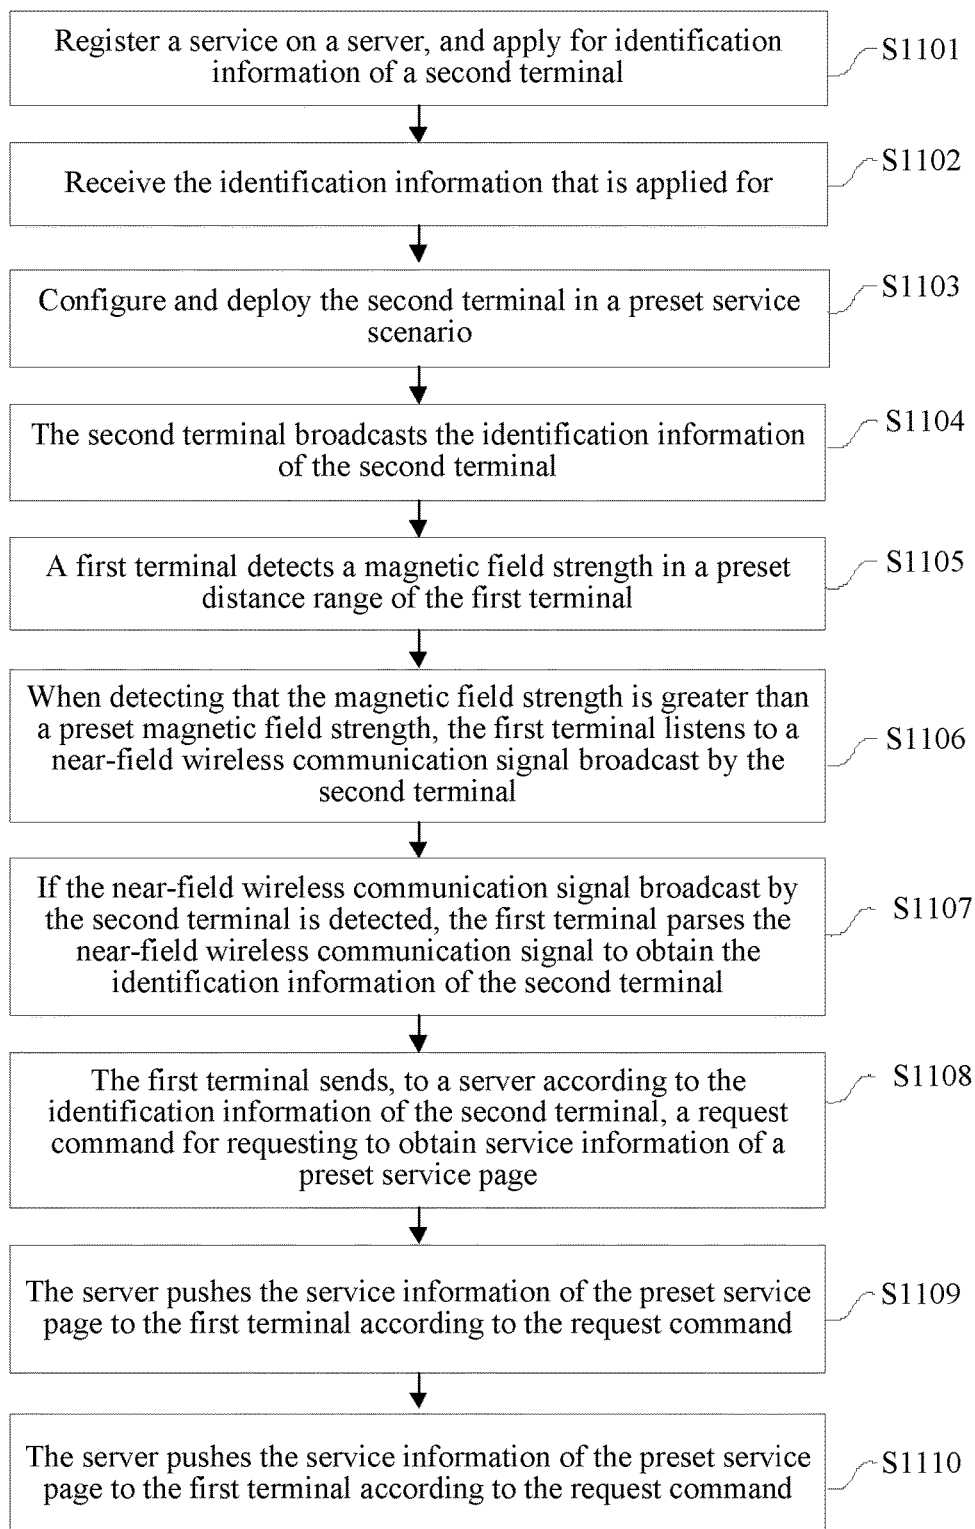 Register a service on a server, and apply for identification
information of a second terminal
S1101
Receive the identification information that is applied for
S1102
Configure and deploy the second terminal in a preset service
scenario
S1103
The second terminal broadcasts the identification information
of the second terminal
S1104
A first terminal detects a magnetic field strength in a preset
distance range of the first terminal
S1105
When detecting that the magnetic field strength is greater than
a preset magnetic field strength, the first terminal listens to a
near-field wireless communication signal broadcast by the
second terminal
S1106
If the near-field wireless communication signal broadcast by
the second terminal is detected, the first terminal parses the
near-field wireless communication signal to obtain the
identification information of the second terminal
S1107
The first terminal sends, to a server according to the
identification information of the second terminal, a request
command for requesting to obtain service information of a
preset service page
S1108
The server pushes the service information of the preset service
page to the first terminal according to the request command
S1109
The server pushes the service information of the preset service
page to the first terminal according to the request command
S1110